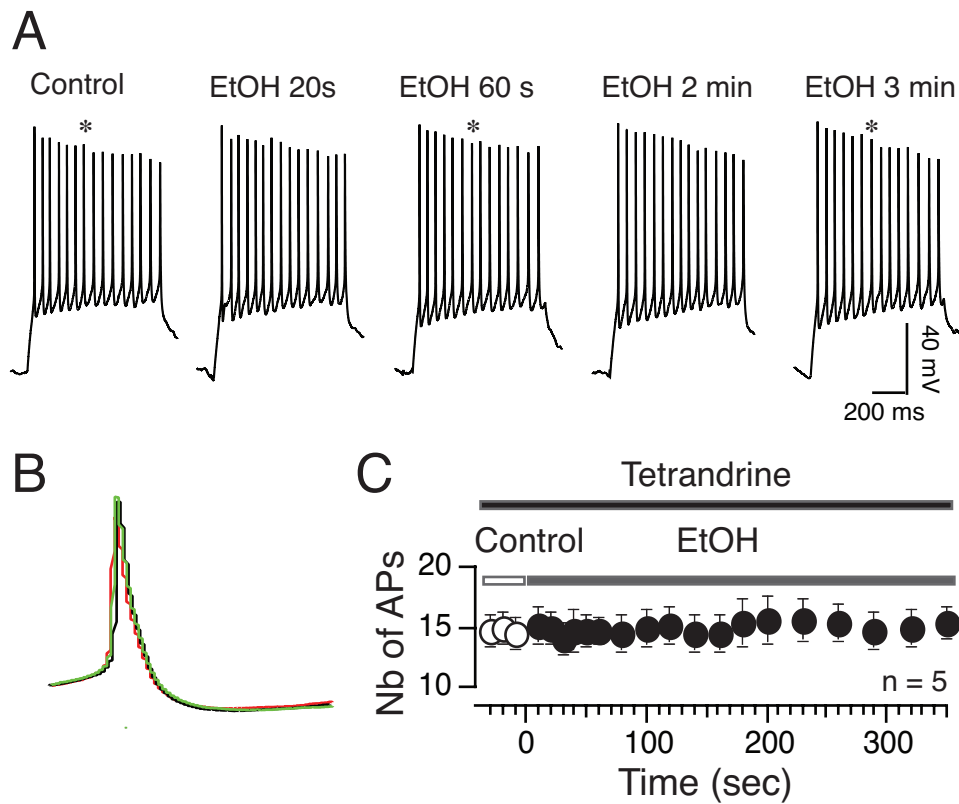 A
Control EtOH 20s EtOH 60 s EtOH 2 min EtOH 3 min
* * *
40 mV
200 ms
B
C
Tetrandrine
Control EtOH
20
15
10
Nb of APs
n = 5
0 100 200 300
Time (sec)